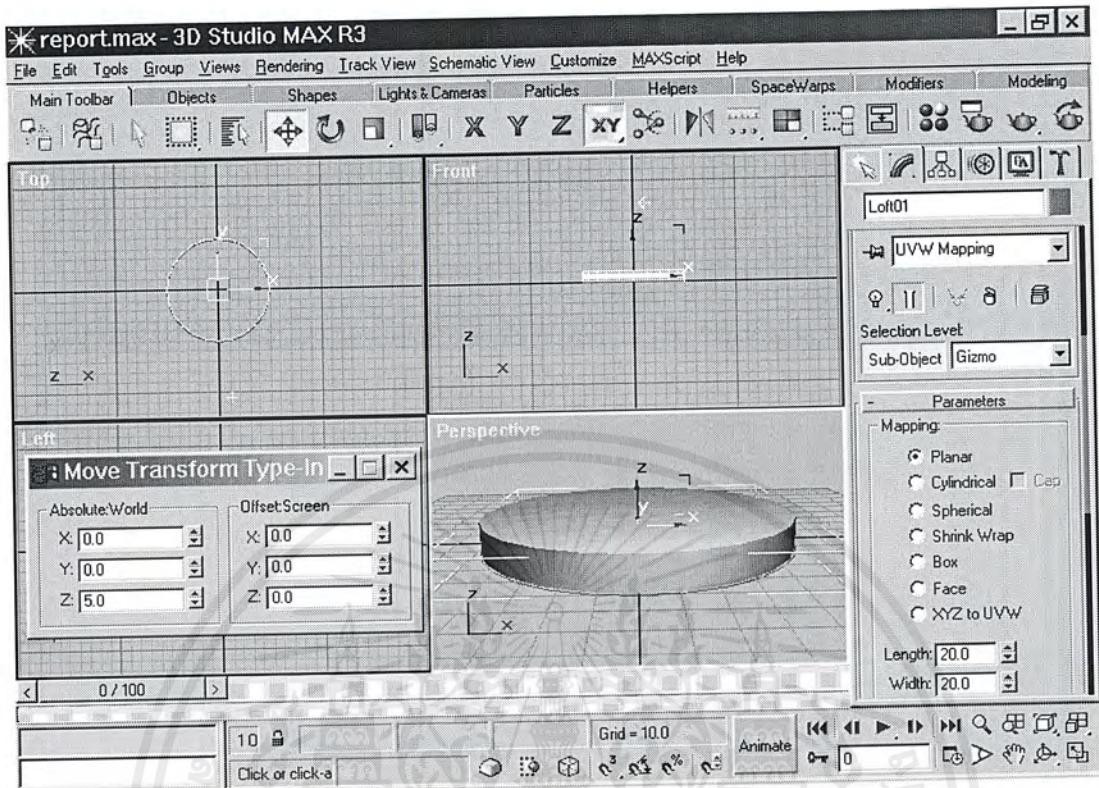 report.max - 3D Studio MAX R3
File Edit Tools Group Views Rendering Track View Schematic View Customize MAXScript Help
Main Toolbar Objects Shapes Lights & Cameras Particles Helpers SpaceWarps Modifiers Modeling
X Y Z XY
Top
y
x
z x
Front
z
x
z
x
Loft01
UVW Mapping
Selection Level:
Sub-Object Gizmo
- Parameters
Mapping:
Planar
Cylindrical Cap
Spherical
Shrink Wrap
Box
Face
XYZ to UVW
Length: 20.0
Width: 20.0
Left
Move Transform Type-In
Absolute:World Offset:Screen
X: 0.0 X: 0.0
Y: 0.0 Y: 0.0
Z: 5.0 Z: 0.0
Perspective
z
y
x
z
x
< 0 / 100 >
10 Grid = 10.0
Animate
0
Click or click-a